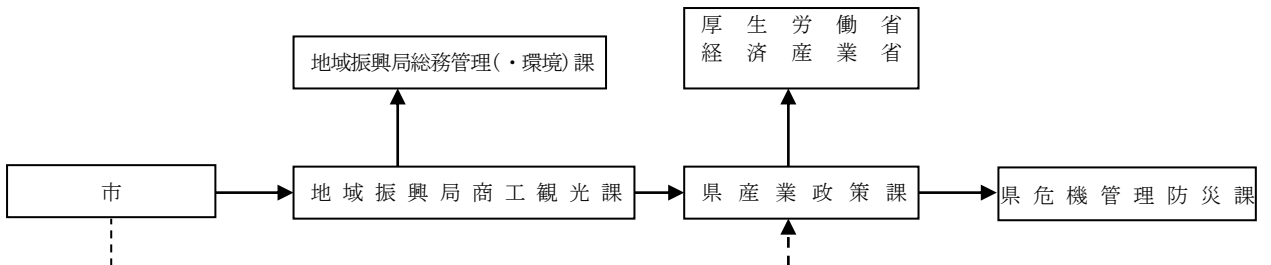 厚生労働省
経済産業省
地域振興局総務管理(・環境)課
市
地域振興局商工観光課
県産業政策課
県危機管理防災課